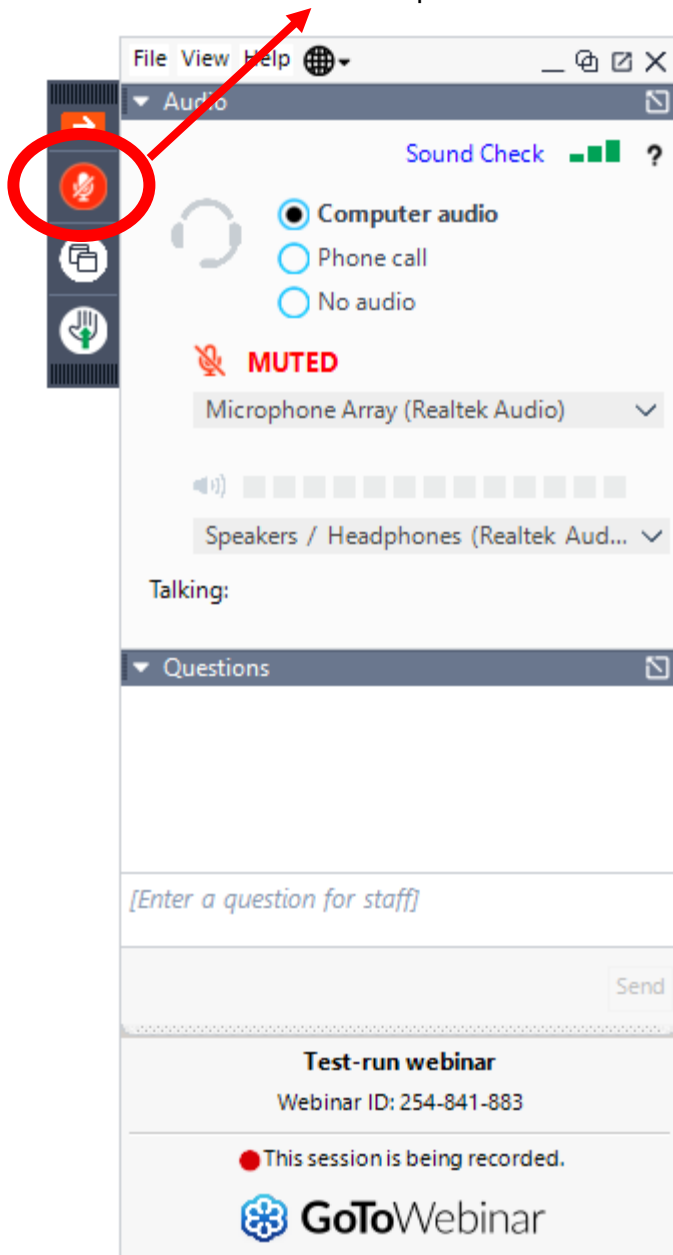 File View Help
Audio
Sound Check ?
Computer audio
Phone call
No audio
MUTED
Microphone Array (Realtek Audio)
Speakers / Headphones (Realtek Aud...
Talking:
Questions
[Enter a question for staff]
Send
Test-run webinar
Webinar ID: 254-841-883
This session is being recorded.
GoToWebinar